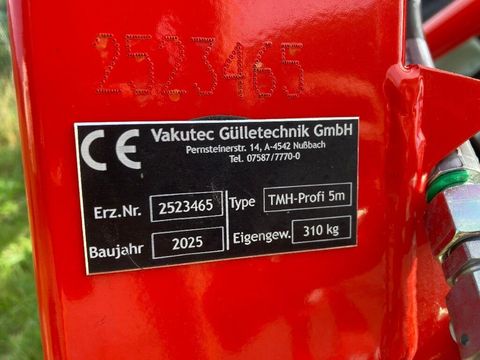 2523465
CE Vakutec Gülletechnik GmbH
Pernsteinerstr. 14, A-4542 Nußbach
Tel. 07587/7770-0
Erz.Nr. 2523465 Type TMH-Profi 5m
Baujahr 2025 Eigengew. 310 kg